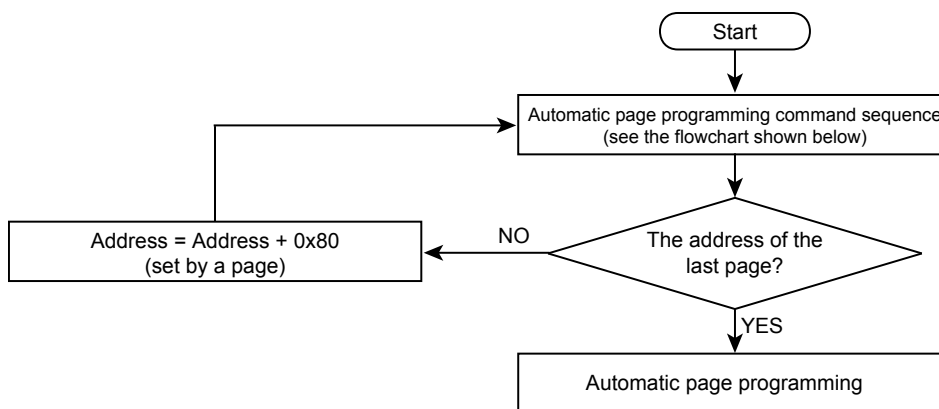 Start
Automatic page programming command sequence
(see the flowchart shown below)
Address = Address + 0x80
(set by a page)
NO
The address of the
last page?
YES
Automatic page programming